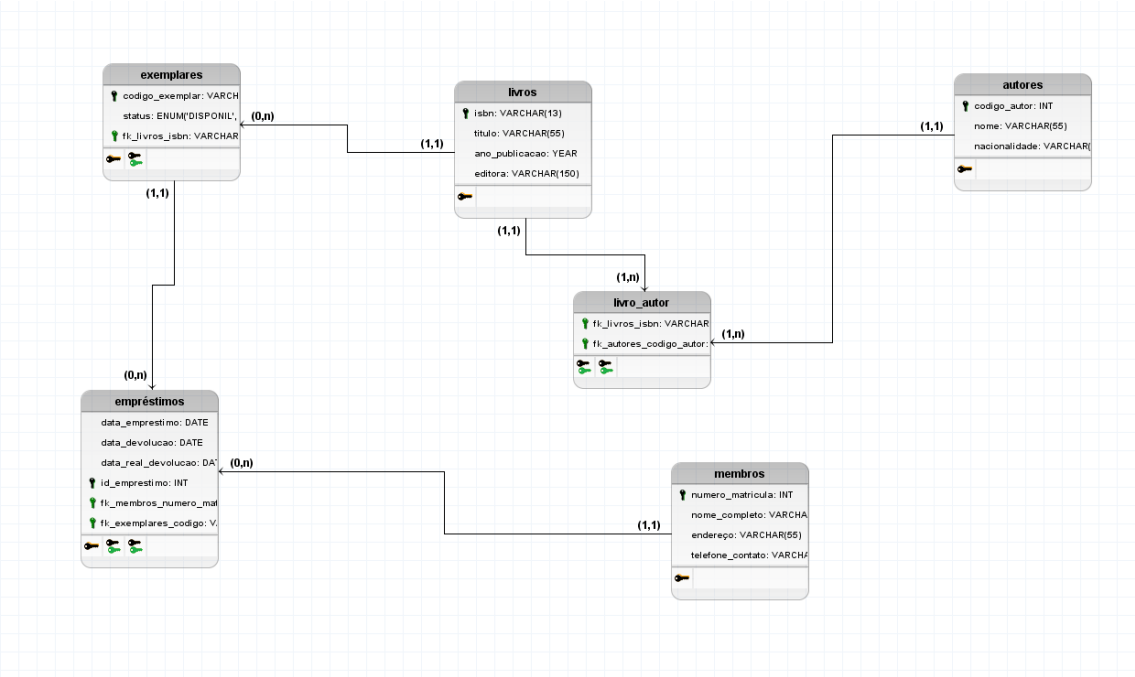 exemplares
codigo_exemplar: VARCH
status: ENUM('DISPONIL',
fk_livros_isbn: VARCHAR
(0,n)
(1,1)
livros
isbn: VARCHAR(13)
titulo: VARCHAR(55)
ano_publicacao: YEAR
editora: VARCHAR(150)
(1,1)
(1,1)
autores
codigo_autor: INT
nome: VARCHAR(55)
nacionalidade: VARCHAR(
(1,1)
(1,n)
livro_autor
fk_livros_isbn: VARCHAR
fk_autores_codigo_autor:
(1,n)
(0,n)
empréstimos
data_emprestimo: DATE
data_devolucao: DATE
data_real_devolucao: DAT
id_emprestimo: INT
fk_membros_numero_mat
fk_exemplares_codigo: V
(0,n)
(1,1)
membros
numero_matricula: INT
nome_completo: VARCHA
endereço: VARCHAR(55)
telefone_contato: VARCHA